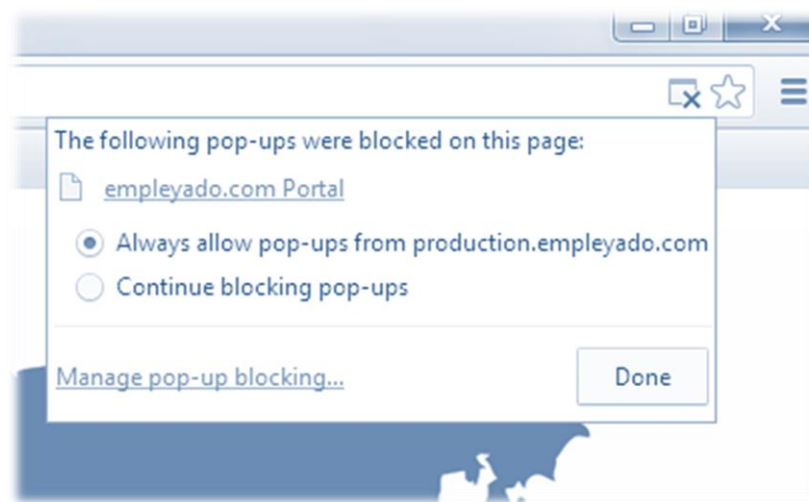 The following pop-ups were blocked on this page:
empleyado.com Portal
Always allow pop-ups from production.empleyado.com
Continue blocking pop-ups
Manage pop-up blocking...
Done